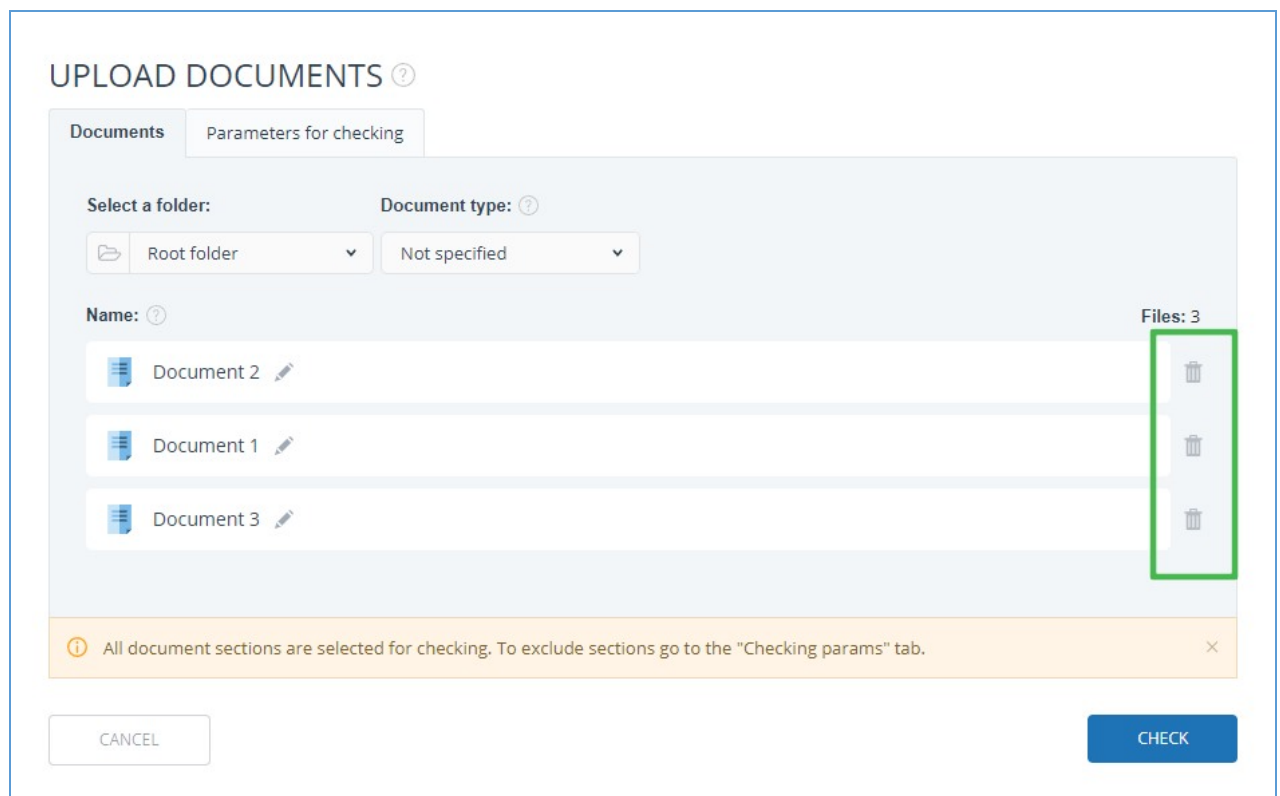 UPLOAD DOCUMENTS
Documents Parameters for checking
Select a folder: Document type:
Root folder Not specified
Name: Files: 3
Document 2
Document 1
Document 3
All document sections are selected for checking. To exclude sections go to the "Checking params" tab.
CANCEL CHECK